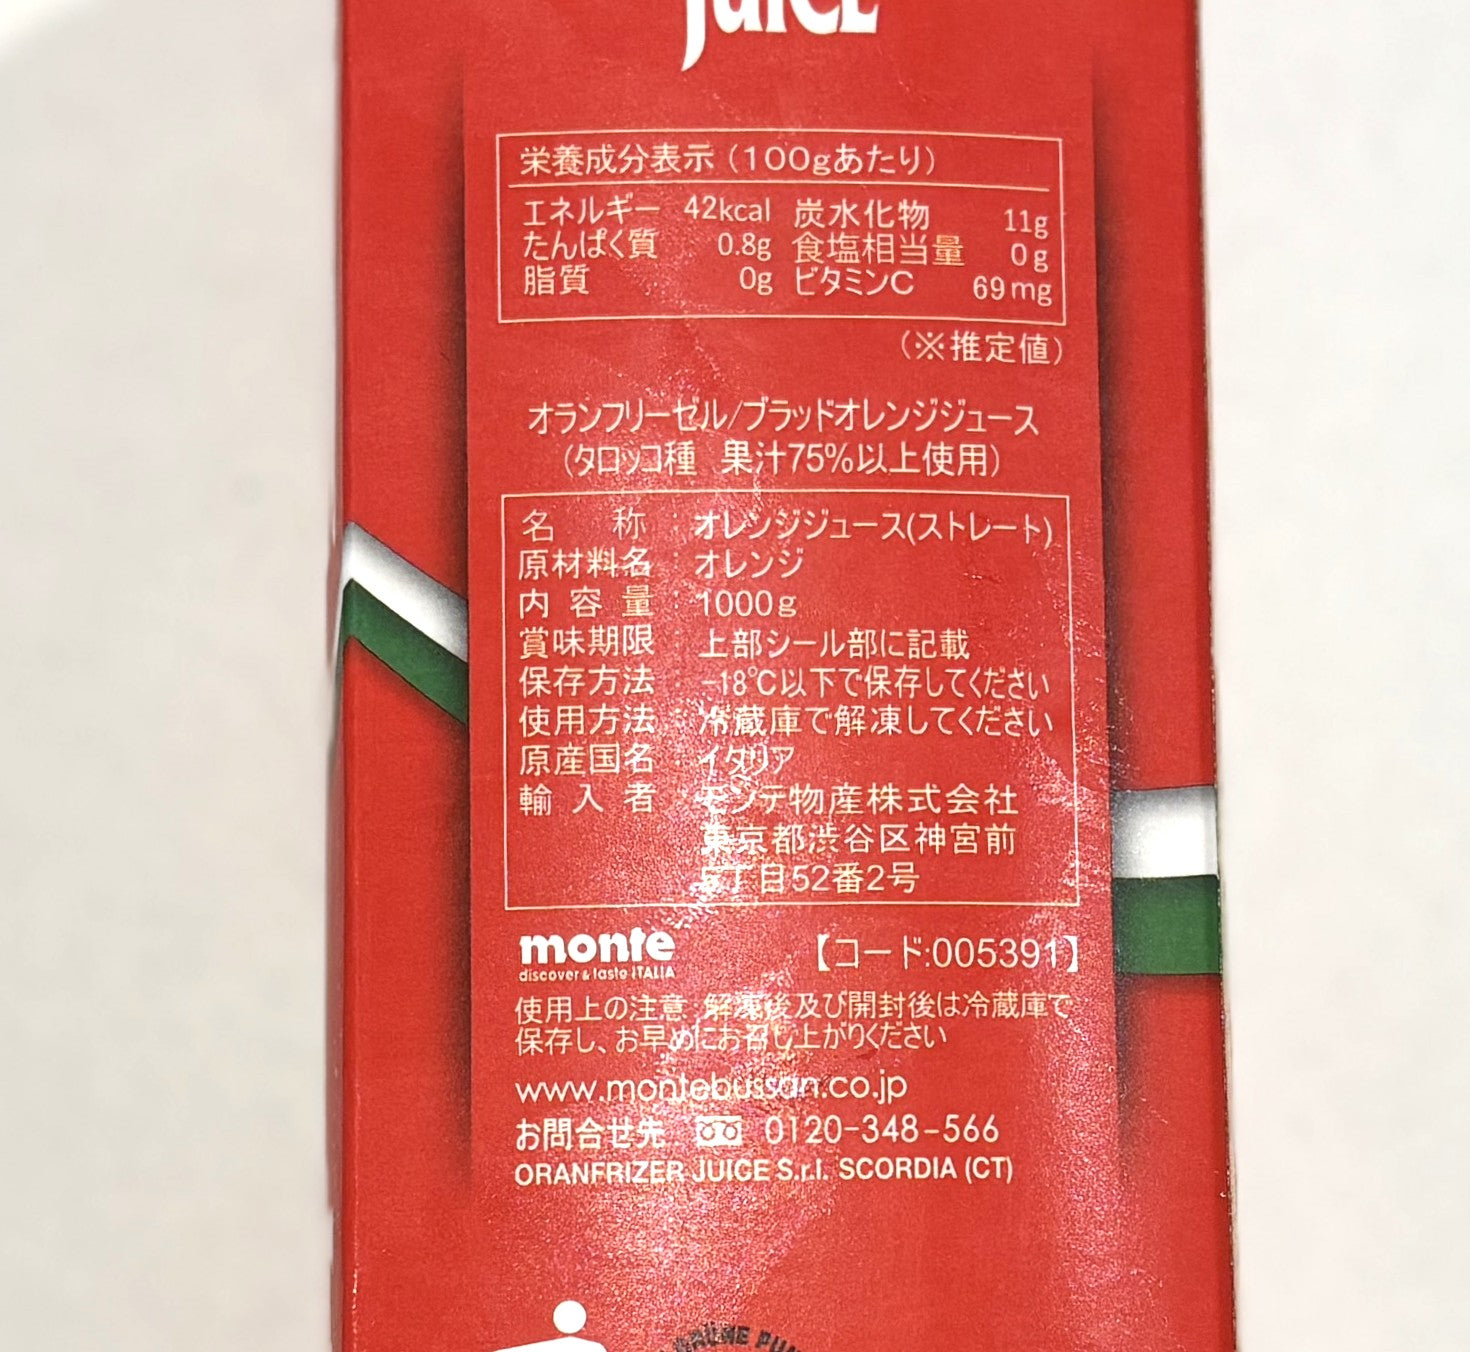 juice
栄養成分表示(100gあたり)
エネルギー 42kcal 炭水化物 11g
たんぱく質 0.8g 食塩相当量 0g
脂質 0g ビタミンC 69mg
(※推定値)
オランフリーゼル/ブラッドオレンジジュース
(タロッコ種 果汁75%以上使用)
名 称 : オレンジジュース(ストレート)
原材料名 : オレンジ
内 容 量 : 1000g
賞味期限 : 上部シール部に記載
保存方法 : -18℃以下で保存してください
使用方法 : 冷蔵庫で解凍してください
原産国名 : イタリア
輸 入 者 : モンテ物産株式会社
東京都渋谷区神宮前
5丁目52番2号
monte 【コード:005391】
discover & taste ITALIA
使用上の注意:解凍後及び開封後は冷蔵庫で
保存し、お早めにお召し上がりください
www.montebussan.co.jp
お問合せ先 0120-348-566
ORANFRIZER JUICE S.r.l. SCORDIA (CT)